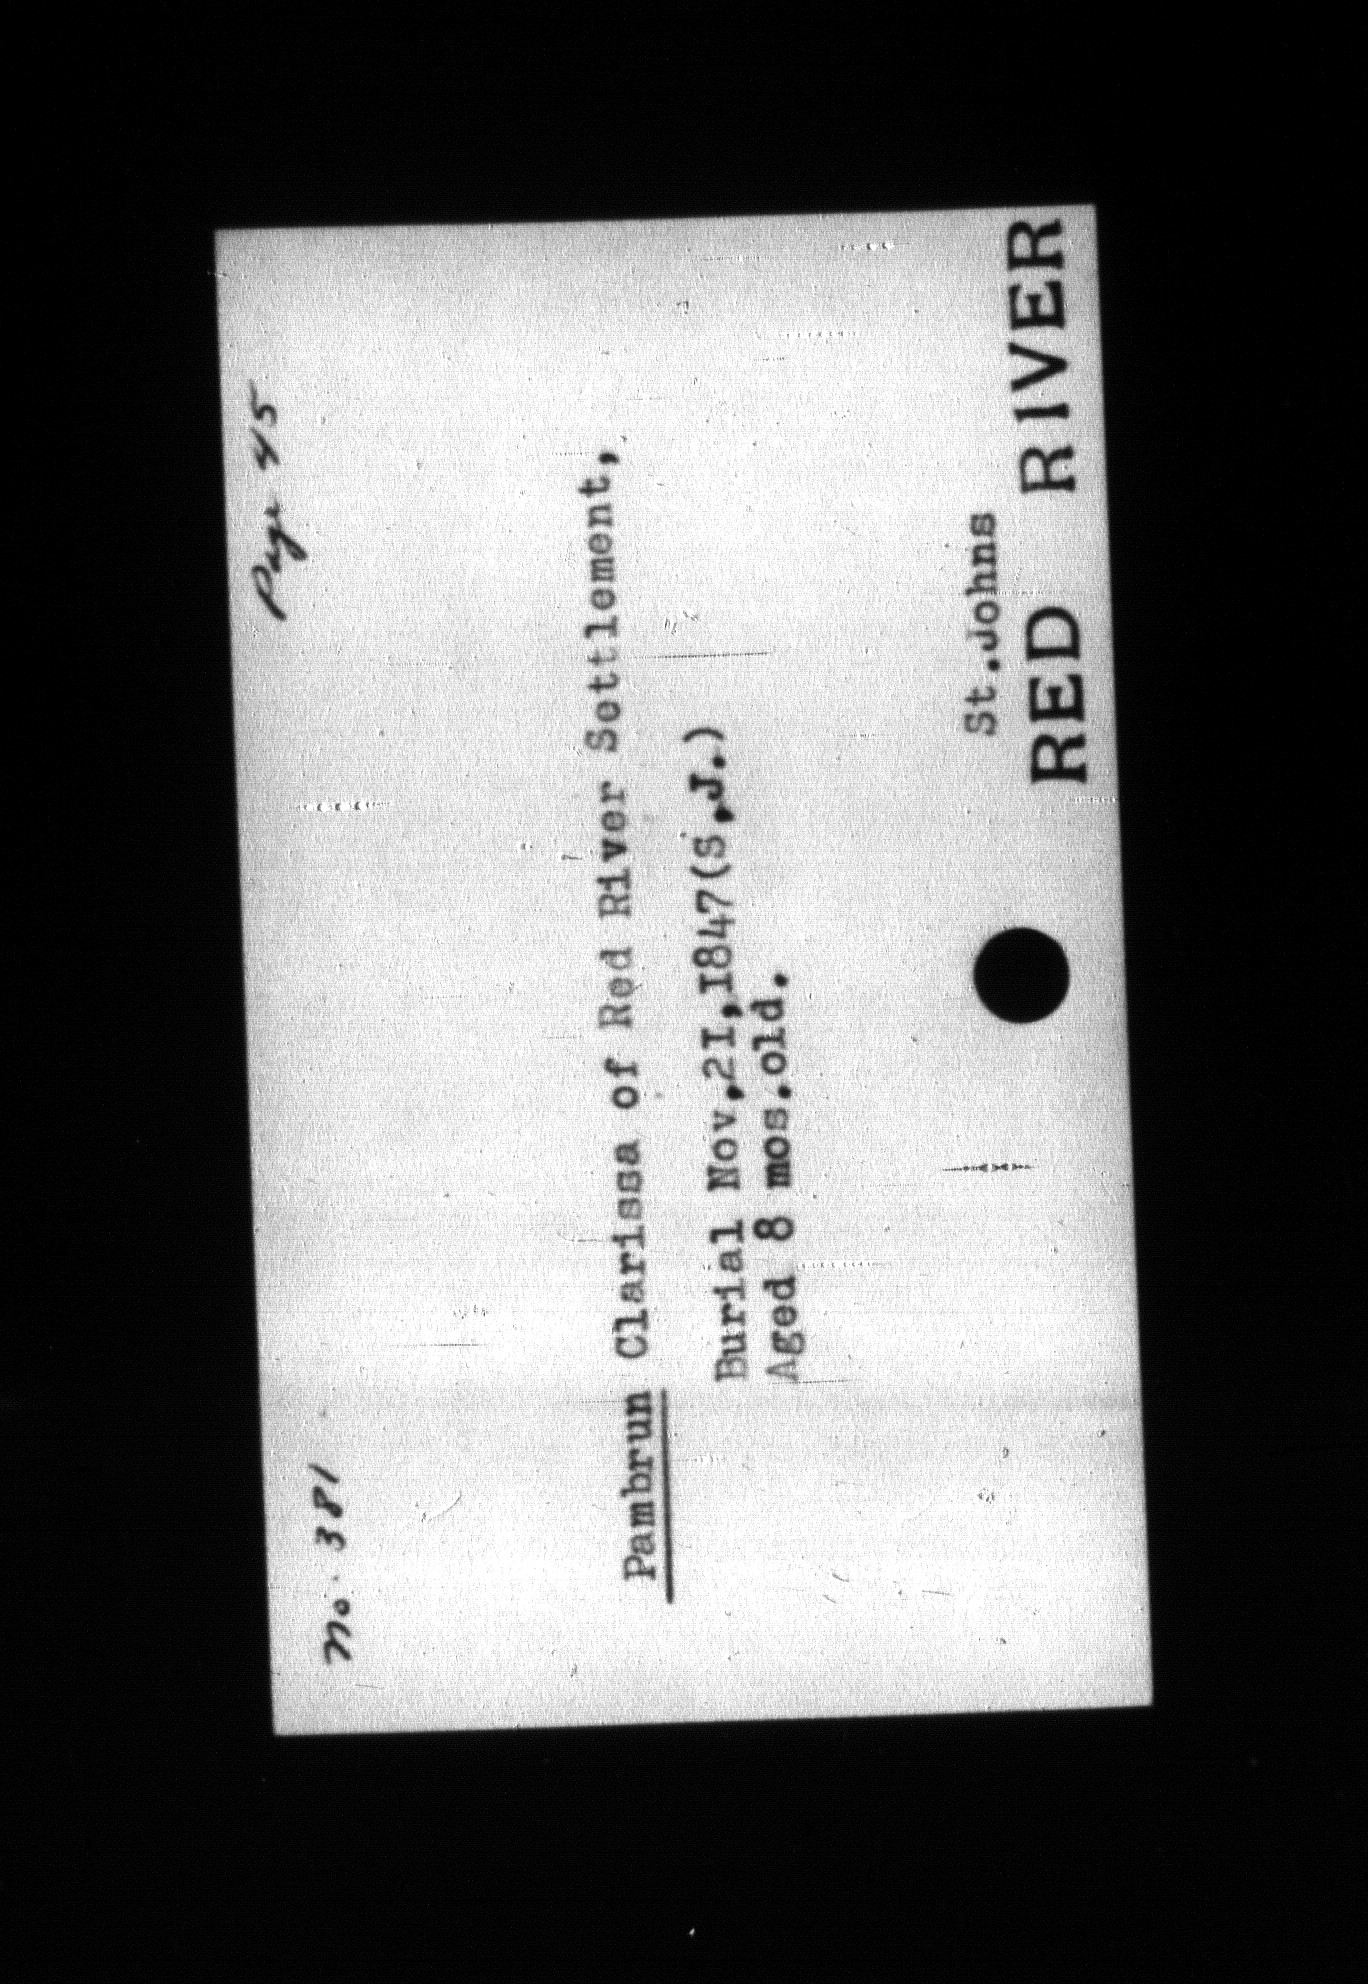 No. 381
Page 45
Pambrun Clarissa of Red River Settlement,
Burial Nov.21,1847(S.J.)
Aged 8 mos.old.
St.Johns
RED RIVER